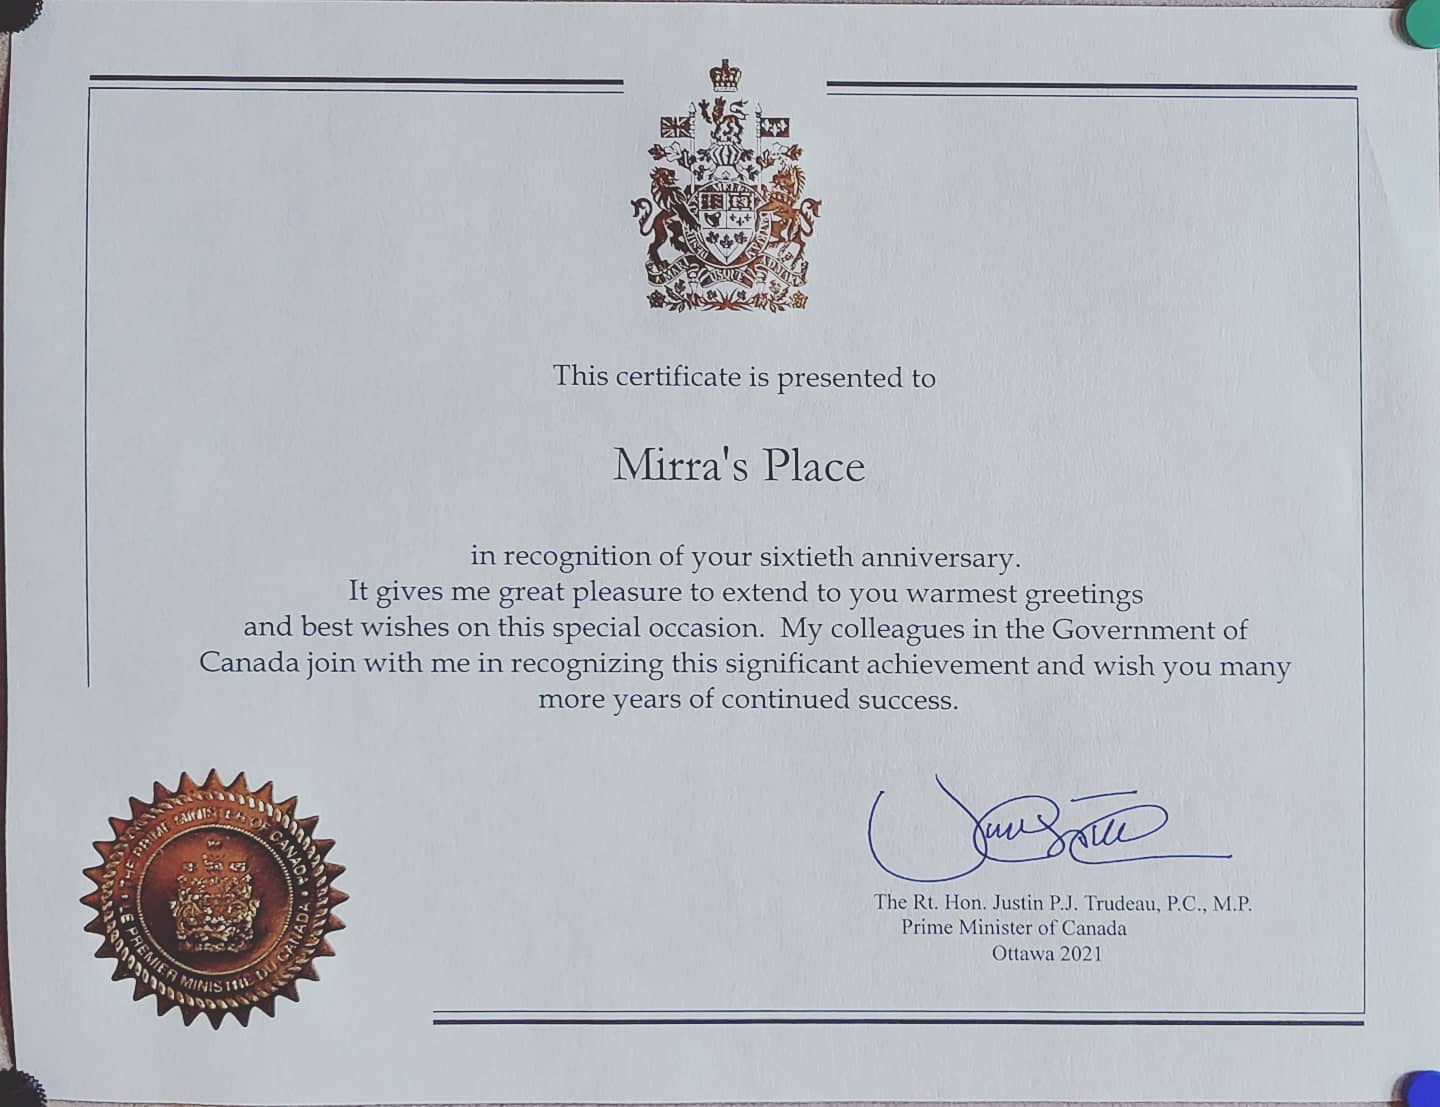 This certificate is presented to
Mirra's Place
in recognition of your sixtieth anniversary.
It gives me great pleasure to extend to you warmest greetings
and best wishes on this special occasion.  My colleagues in the Government of
Canada join with me in recognizing this significant achievement and wish you many
more years of continued success.
The Rt. Hon. Justin P.J. Trudeau, P.C., M.P.
Prime Minister of Canada
Ottawa 2021
THE PRIME MINISTER OF CANADA
LE PREMIER MINISTRE DU CANADA